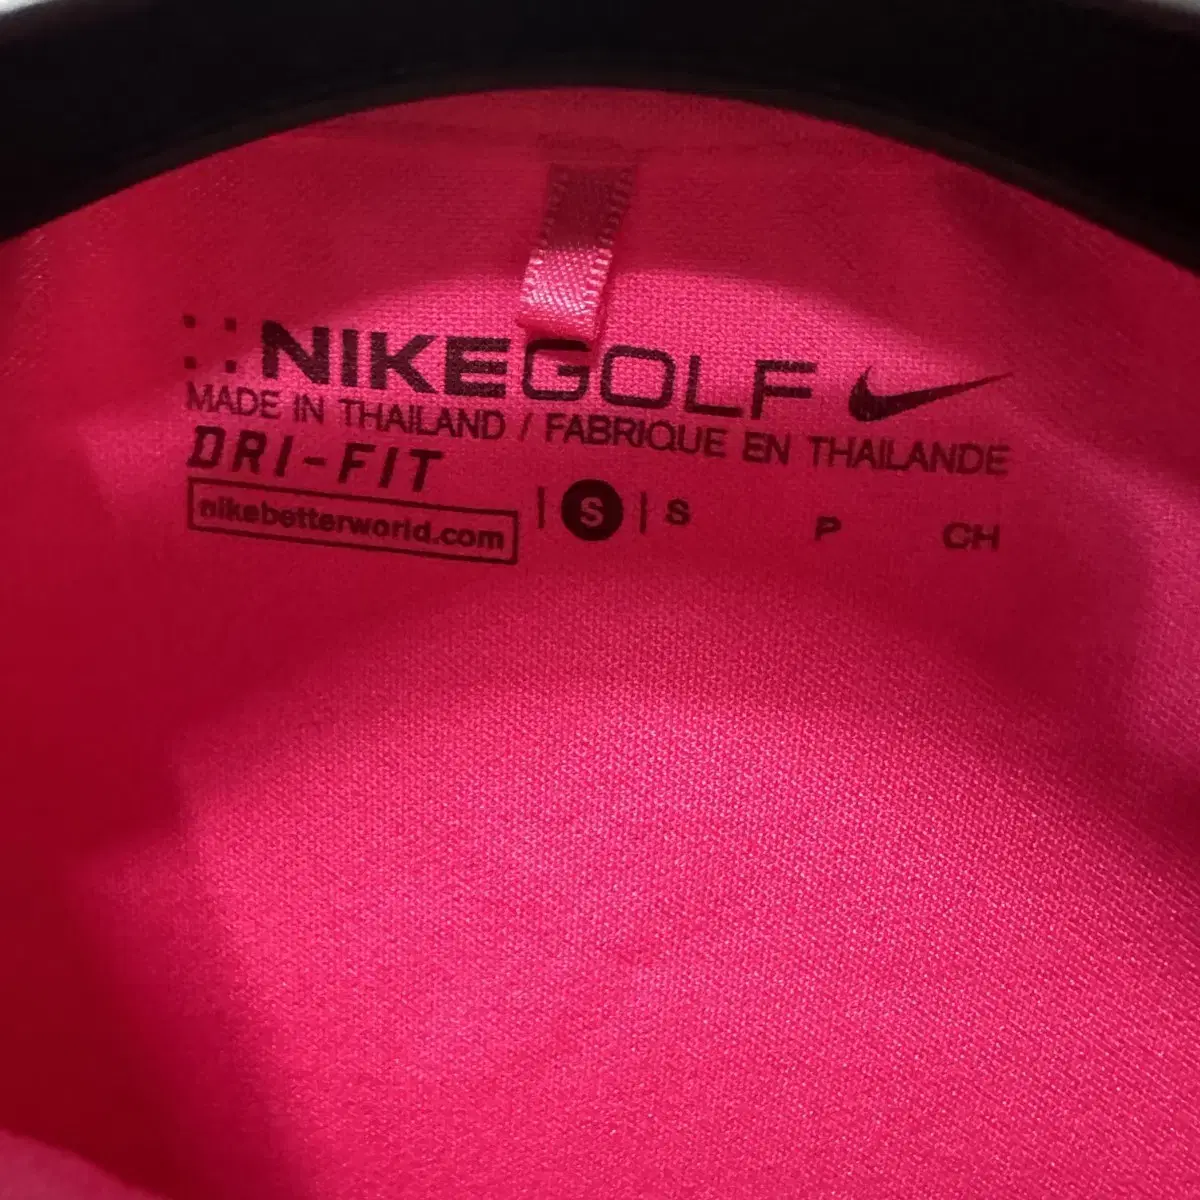 NIKEGOLF
MADE IN THAILAND / FABRIQUE EN THAILANDE
DRI-FIT
nikebetterworld.com | S | S P CH